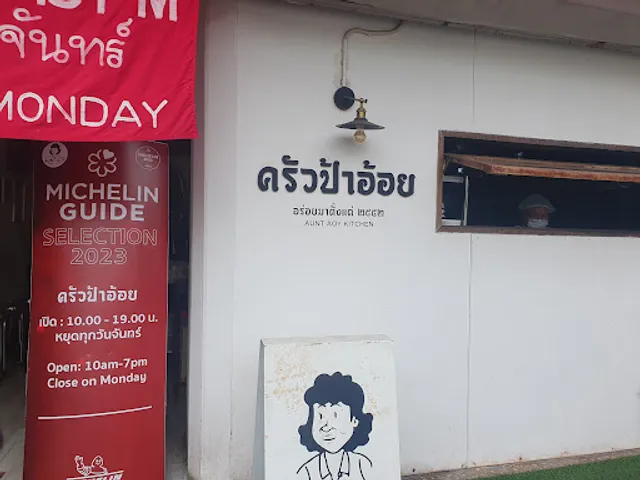 จันทร์
MONDAY
MICHELIN
GUIDE
SELECTION
2023
ครัวป้าอ้อย
เปิด : 10.00 - 19.00 น.
หยุดทุกวันจันทร์
Open: 10am-7pm
Close on Monday
ครัวป้าอ้อย
อร่อยมาตั้งแต่ ๒๕๔๒
AUNT AOY KITCHEN